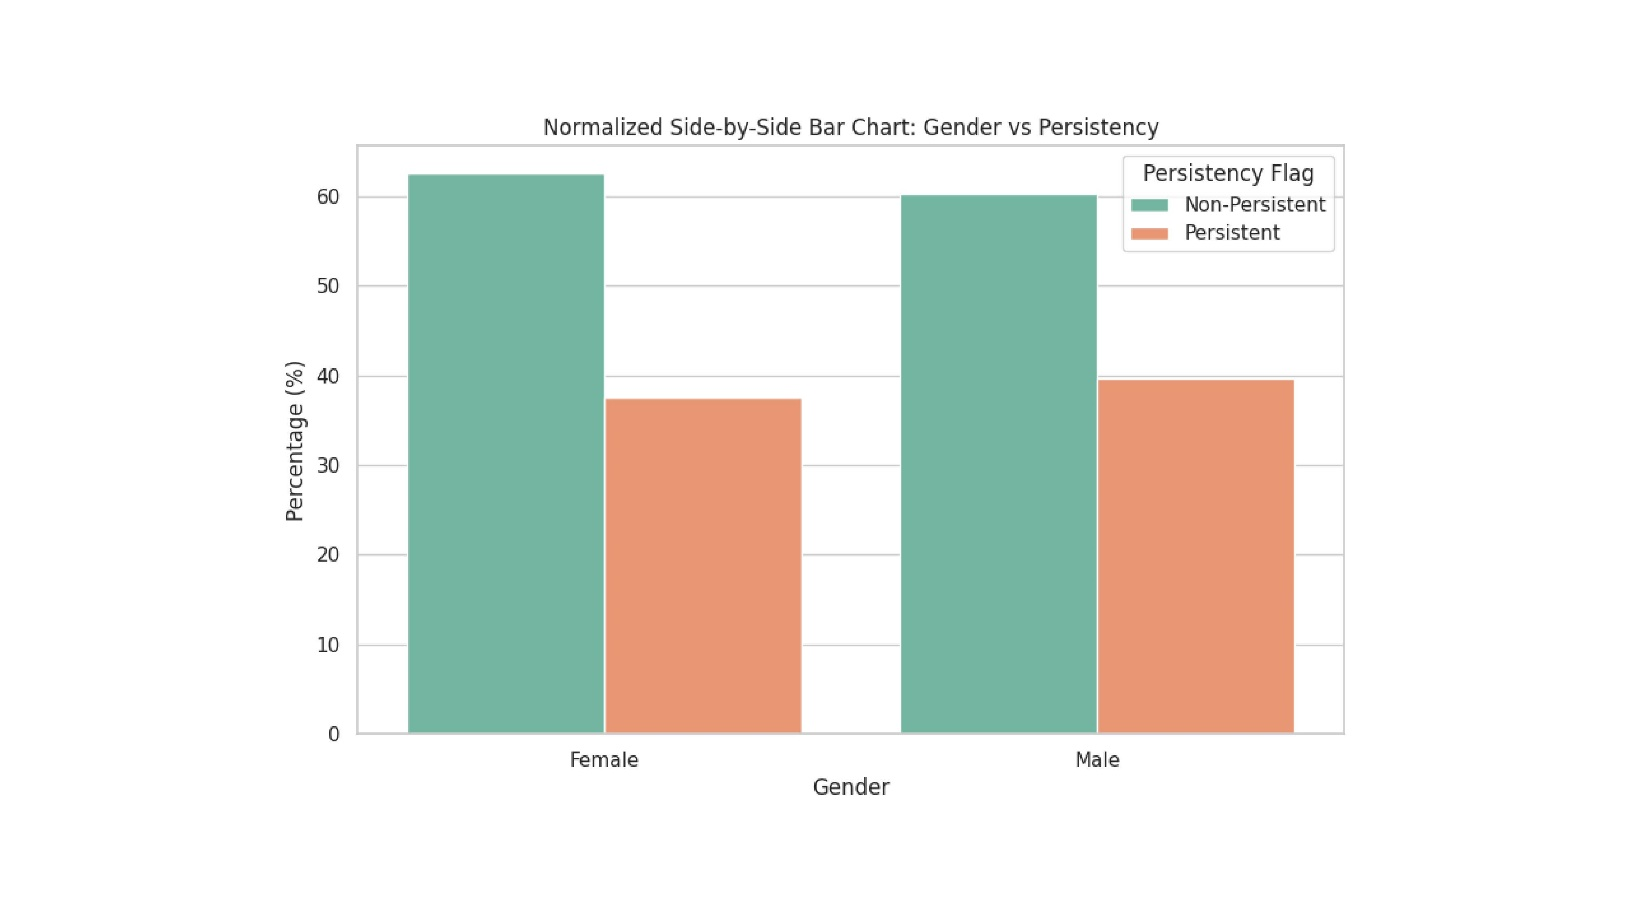 Normalized Side-by-Side Bar Chart: Gender vs Persistency
Persistency Flag
Non-Persistent
Persistent
Percentage (%)
60
50
40
30
20
10
0
Female
Male
Gender